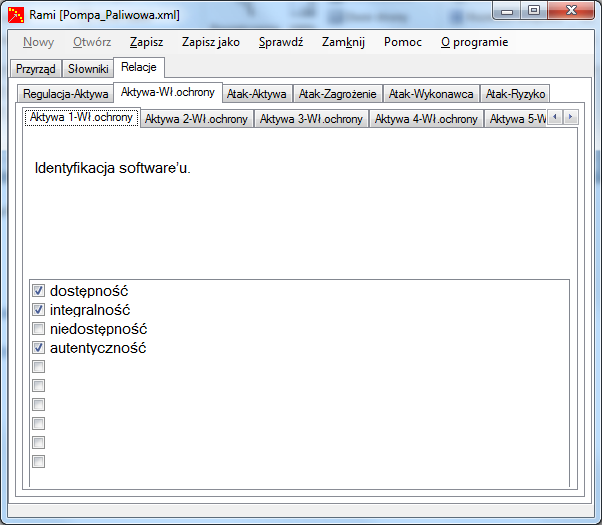 Rami [Pompa_Paliwowa.xml]
Nowy Otwórz Zapisz Zapisz jako Sprawdź Zamknij Pomoc O programie
Przyrząd Słowniki Relacje
Regulacja-Aktywa Aktywa-Wł.ochrony Atak-Aktywa Atak-Zagrożenie Atak-Wykonawca Atak-Ryzyko
Aktywa 1-Wł.ochrony Aktywa 2-Wł.ochrony Aktywa 3-Wł.ochrony Aktywa 4-Wł.ochrony Aktywa 5-W
Identyfikacja software'u.
dostępność
integralność
niedostępność
autentyczność